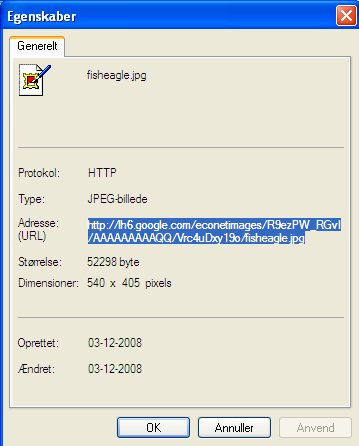 Egenskaber
Generelt
fisheagle.jpg
Protokol: HTTP
Type: JPEG-billede
Adresse: http://lh6.google.com/econetimages/R9ezPW_RGvI
(URL) /AAAAAAAAAQQ/Vrc4uDxy19o/fisheagle.jpg
Størrelse: 52298 byte
Dimensioner: 540 x 405 pixels
Oprettet: 03-12-2008
Ændret: 03-12-2008
OK Annuller Anvend